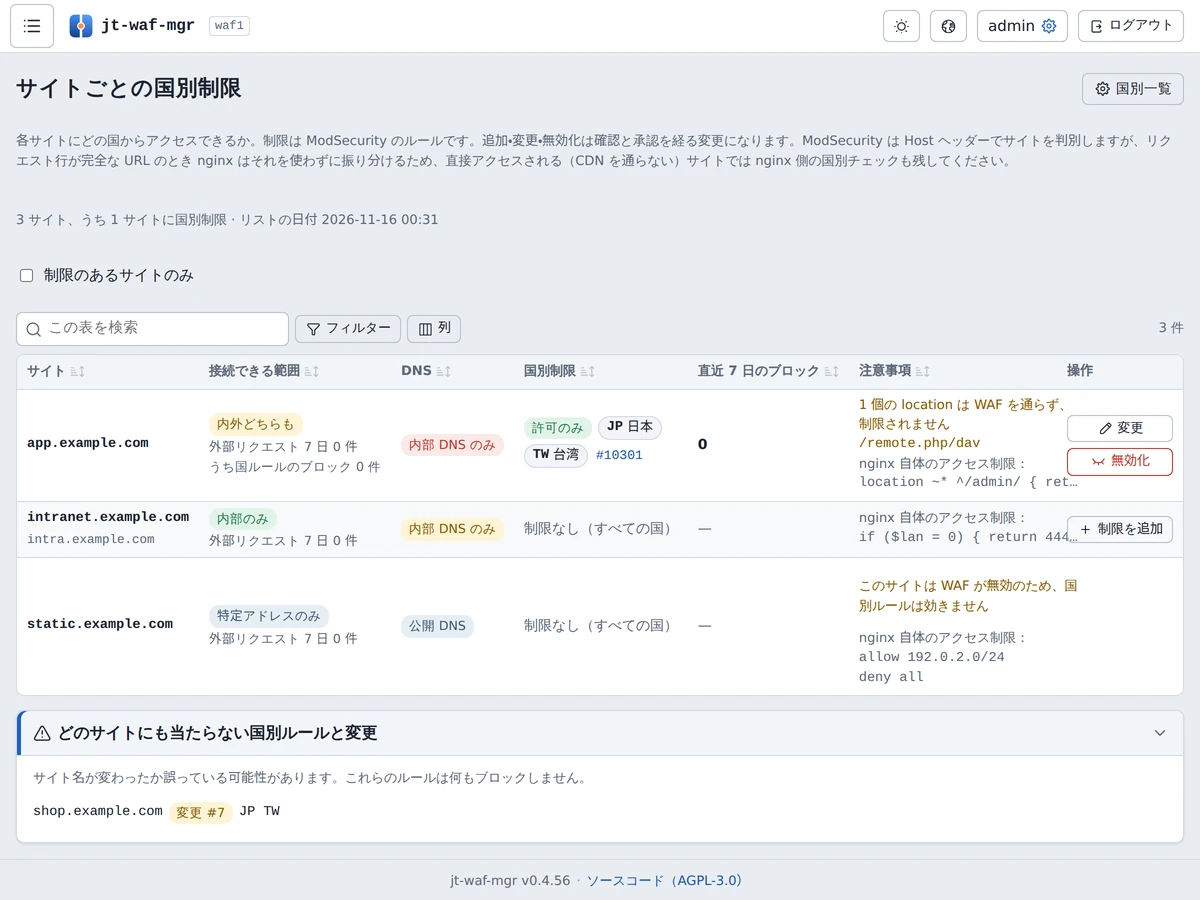 jt-waf-mgr waf1 admin ログアウト
サイトごとの国別制限 国別一覧
各サイトにどの国からアクセスできるか。制限は ModSecurity のルールです。追加•変更•無効化は確認と承認を経る変更になります。ModSecurity は Host ヘッダーでサイトを判別しますが、リク
エスト行が完全な URL のとき nginx はそれを使わずに振り分けるため、直接アクセスされる（CDN を通らない）サイトでは nginx 側の国別チェックも残してください。
3 サイト、うち 1 サイトに国別制限 · リストの日付 2026-11-16 00:31
制限のあるサイトのみ
この表を検索 フィルター 列 3 件
サイト 接続できる範囲 DNS 国別制限 直近 7 日のブロック 注意事項 操作
app.example.com
内外どちらも
外部リクエスト 7 日 0 件
うち国ルールのブロック 0 件
内部 DNS のみ
許可のみ JP 日本
TW 台湾 #10301
0
1 個の location は WAF を通らず、
制限されません
/remote.php/dav
nginx 自体のアクセス制限：
location ~* ^/admin/ { ret…
変更
無効化
intranet.example.com
intra.example.com
内部のみ
外部リクエスト 7 日 0 件
内部 DNS のみ
制限なし（すべての国）
—
nginx 自体のアクセス制限：
if ($lan = 0) { return 444…
+ 制限を追加
static.example.com
特定アドレスのみ
外部リクエスト 7 日 0 件
公開 DNS
制限なし（すべての国）
—
このサイトは WAF が無効のため、国
別ルールは効きません
nginx 自体のアクセス制限：
allow 192.0.2.0/24
deny all
どのサイトにも当たらない国別ルールと変更
サイト名が変わったか誤っている可能性があります。これらのルールは何もブロックしません。
shop.example.com 変更 #7 JP TW
jt-waf-mgr v0.4.56 · ソースコード（AGPL-3.0）